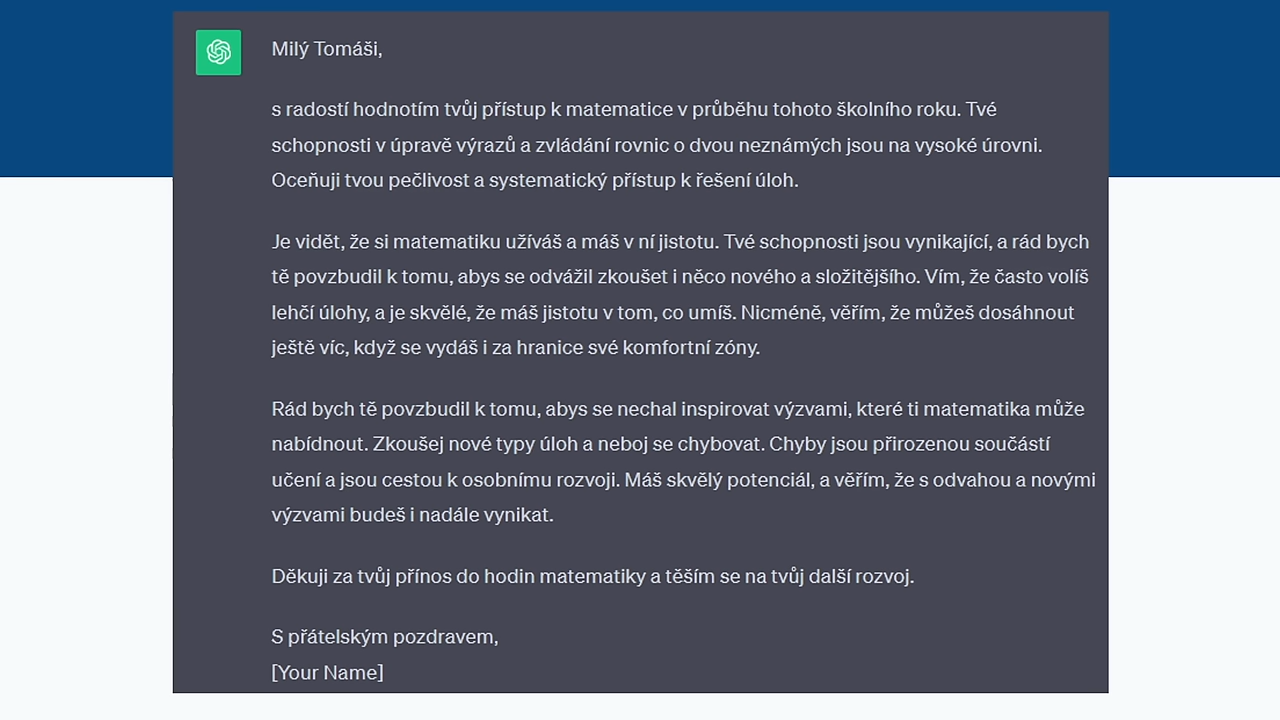 Milý Tomáši,
s radostí hodnotím tvůj přístup k matematice v průběhu tohoto školního roku. Tvé
schopnosti v úpravě výrazů a zvládání rovnic o dvou neznámých jsou na vysoké úrovni.
Oceňuji tvou pečlivost a systematický přístup k řešení úloh.
Je vidět, že si matematiku užíváš a máš v ní jistotu. Tvé schopnosti jsou vynikající, a rád bych
tě povzbudil k tomu, abys se odvážil zkoušet i něco nového a složitějšího. Vím, že často volíš
lehčí úlohy, a je skvělé, že máš jistotu v tom, co umíš. Nicméně, věřím, že můžeš dosáhnout
ještě víc, když se vydáš i za hranice své komfortní zóny.
Rád bych tě povzbudil k tomu, abys se nechal inspirovat výzvami, které ti matematika může
nabídnout. Zkoušej nové typy úloh a neboj se chybovat. Chyby jsou přirozenou součástí
učení a jsou cestou k osobnímu rozvoji. Máš skvělý potenciál, a věřím, že s odvahou a novými
výzvami budeš i nadále vynikat.
Děkuji za tvůj přínos do hodin matematiky a těším se na tvůj další rozvoj.
S přátelským pozdravem,
[Your Name]